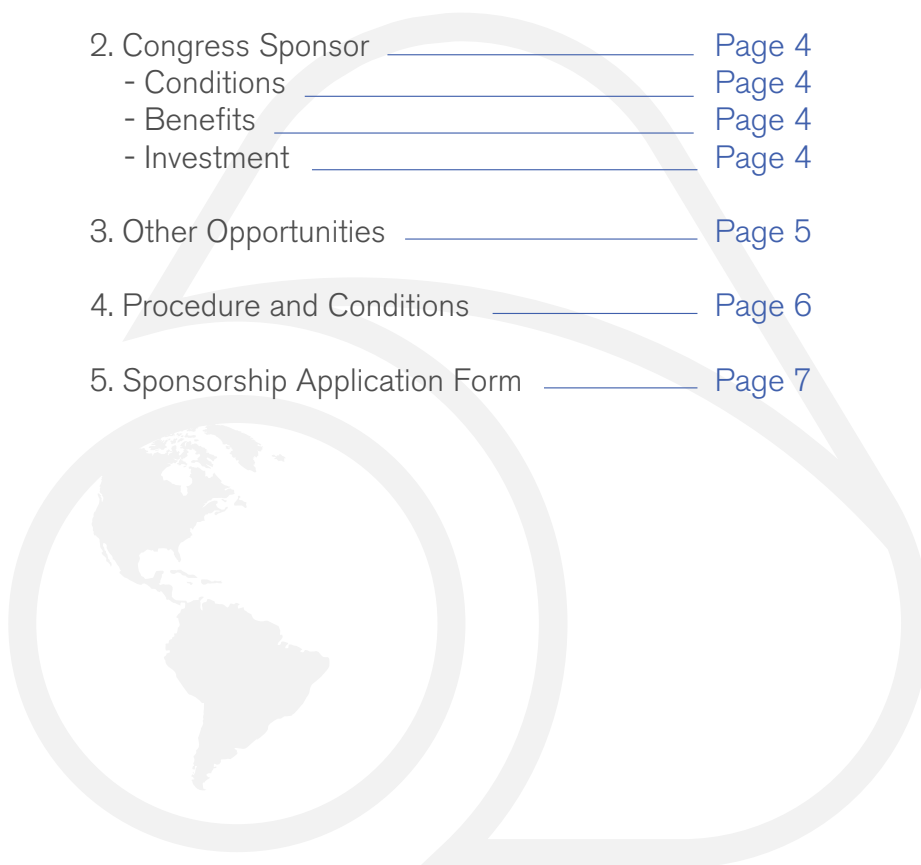 2. Congress Sponsor Page 4
- Conditions Page 4
- Benefits Page 4
- Investment Page 4
3. Other Opportunities Page 5
4. Procedure and Conditions Page 6
5. Sponsorship Application Form Page 7